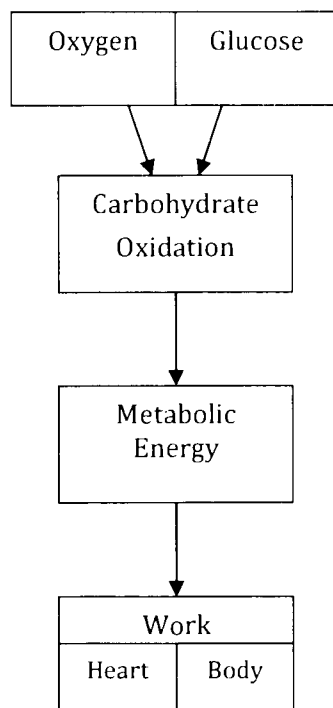 Oxygen Glucose
Carbohydrate
Oxidation
Metabolic
Energy
Work
Heart Body